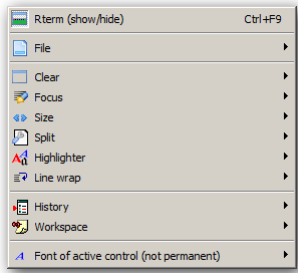 Rterm (show/hide) Ctrl+F9
File
Clear
Focus
Size
Split
Highlighter
Line wrap
History
Workspace
Font of active control (not permanent)